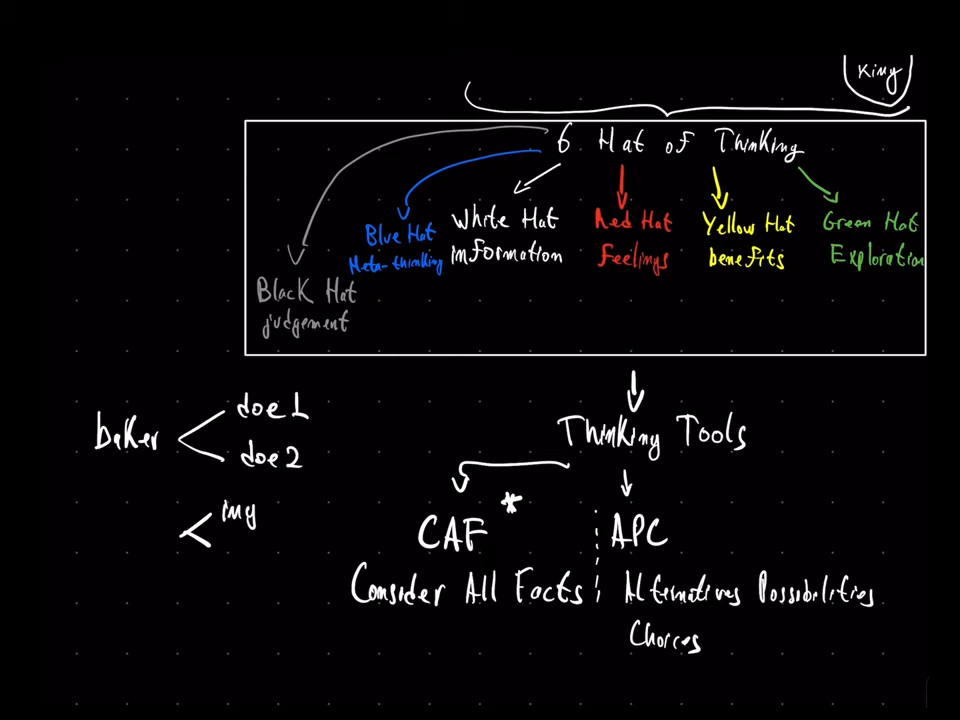 King
6 Hat of Thinking
White Hat
information
Red Hat
Feelings
Yellow Hat
benefits
Green Hat
Exploration
Blue Hat
Meta-thinking
Black Hat
judgement
baker
doe 1
doe 2
ing
Thinking Tools
CAF *
Consider All Facts
APC
Alternatives Possibilities
Choices